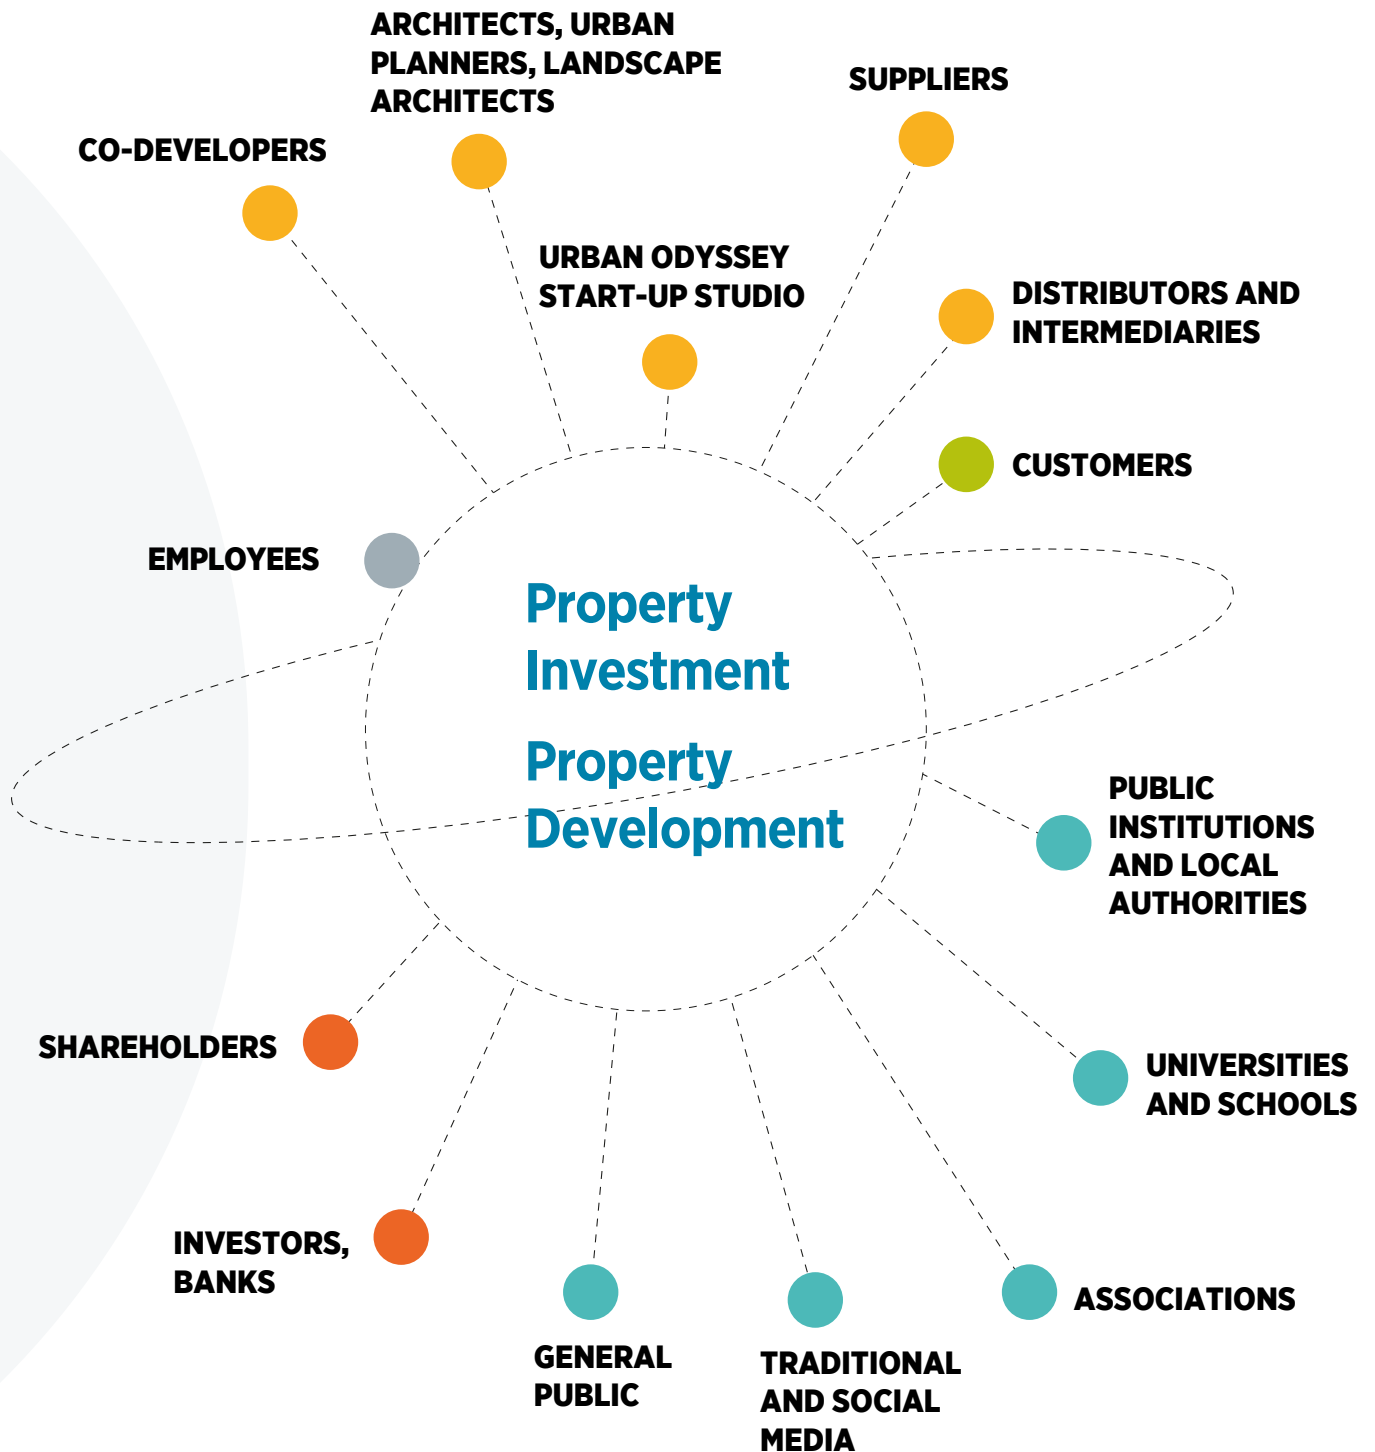 ARCHITECTS, URBAN
PLANNERS, LANDSCAPE
ARCHITECTS
SUPPLIERS
CO-DEVELOPERS
URBAN ODYSSEY
START-UP STUDIO
DISTRIBUTORS AND
INTERMEDIARIES
CUSTOMERS
EMPLOYEES
Property
Investment
Property
Development
PUBLIC
INSTITUTIONS
AND LOCAL
AUTHORITIES
SHAREHOLDERS
UNIVERSITIES
AND SCHOOLS
INVESTORS,
BANKS
ASSOCIATIONS
GENERAL
PUBLIC
TRADITIONAL
AND SOCIAL
MEDIA